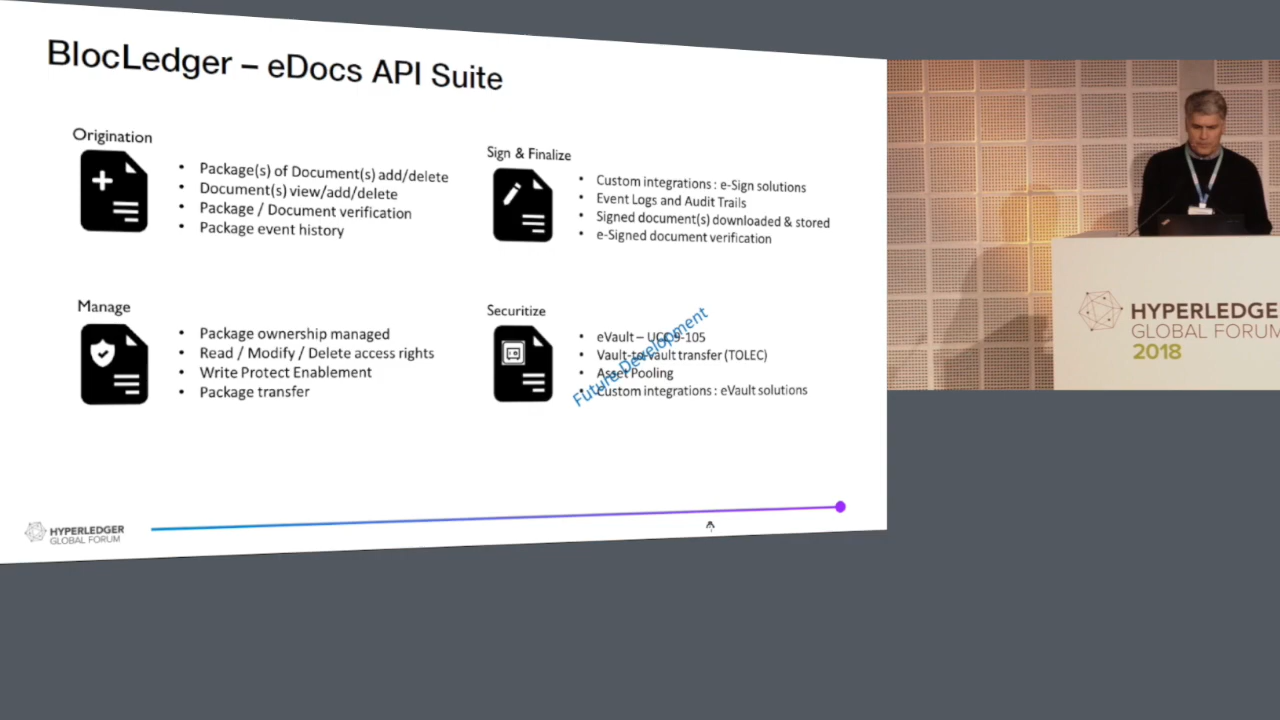 BlocLedger – eDocs API Suite
Origination
• Package(s) of Document(s) add/delete
• Document(s) view/add/delete
• Package / Document verification
• Package event history
Sign & Finalize
• Custom integrations : e-Sign solutions
• Event Logs and Audit Trails
• Signed document(s) downloaded & stored
• e-Signed document verification
Manage
• Package ownership managed
• Read / Modify / Delete access rights
• Write Protect Enablement
• Package transfer
Securitize
• eVault – UCC 9-105
• Vault-to-Vault transfer (TOLEC)
• Asset Pooling
• Custom integrations : eVault solutions
Future Development
HYPERLEDGER
GLOBAL FORUM
HYPERLEDGE
GLOBAL FORUM
2018